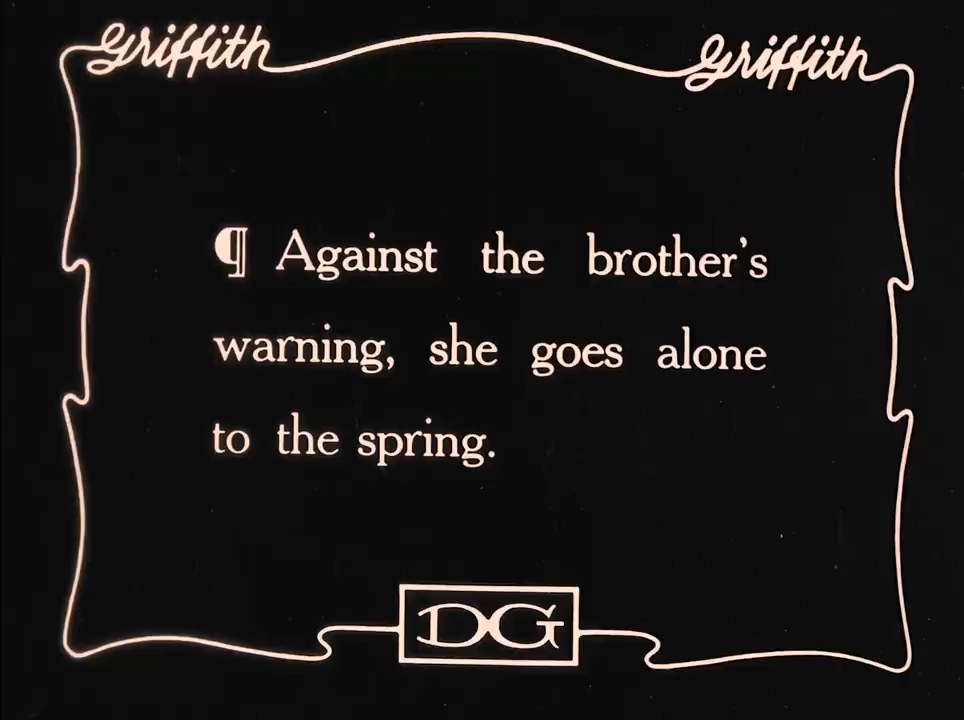 Griffith Griffith
¶ Against the brother's
warning, she goes alone
to the spring.
DG